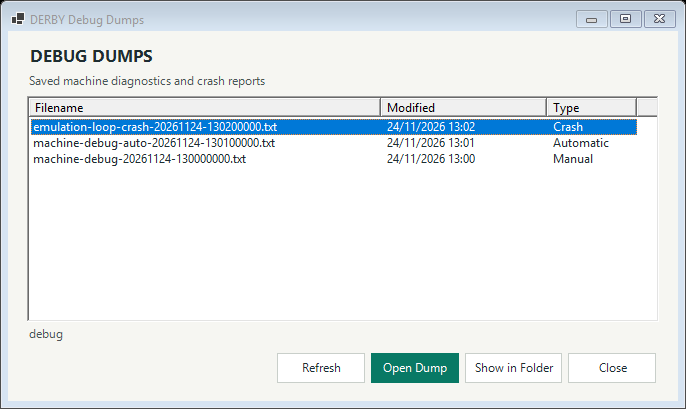 DERBY Debug Dumps
DEBUG DUMPS
Saved machine diagnostics and crash reports
Filename Modified Type
emulation-loop-crash-20261124-130200000.txt 24/11/2026 13:02 Crash
machine-debug-auto-20261124-130100000.txt 24/11/2026 13:01 Automatic
machine-debug-20261124-130000000.txt 24/11/2026 13:00 Manual
debug
Refresh Open Dump Show in Folder Close